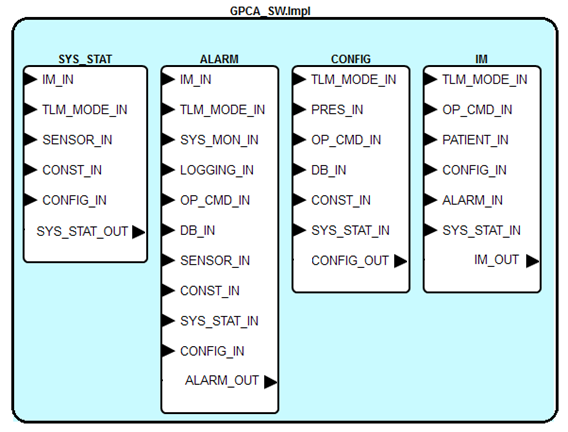 GPCA_SW.Impl
SYS_STAT
IM_IN
TLM_MODE_IN
SENSOR_IN
CONST_IN
CONFIG_IN
SYS_STAT_OUT
ALARM
IM_IN
TLM_MODE_IN
SYS_MON_IN
LOGGING_IN
OP_CMD_IN
DB_IN
SENSOR_IN
CONST_IN
SYS_STAT_IN
CONFIG_IN
ALARM_OUT
CONFIG
TLM_MODE_IN
PRES_IN
OP_CMD_IN
DB_IN
CONST_IN
SYS_STAT_IN
CONFIG_OUT
IM
TLM_MODE_IN
OP_CMD_IN
PATIENT_IN
CONFIG_IN
ALARM_IN
SYS_STAT_IN
IM_OUT